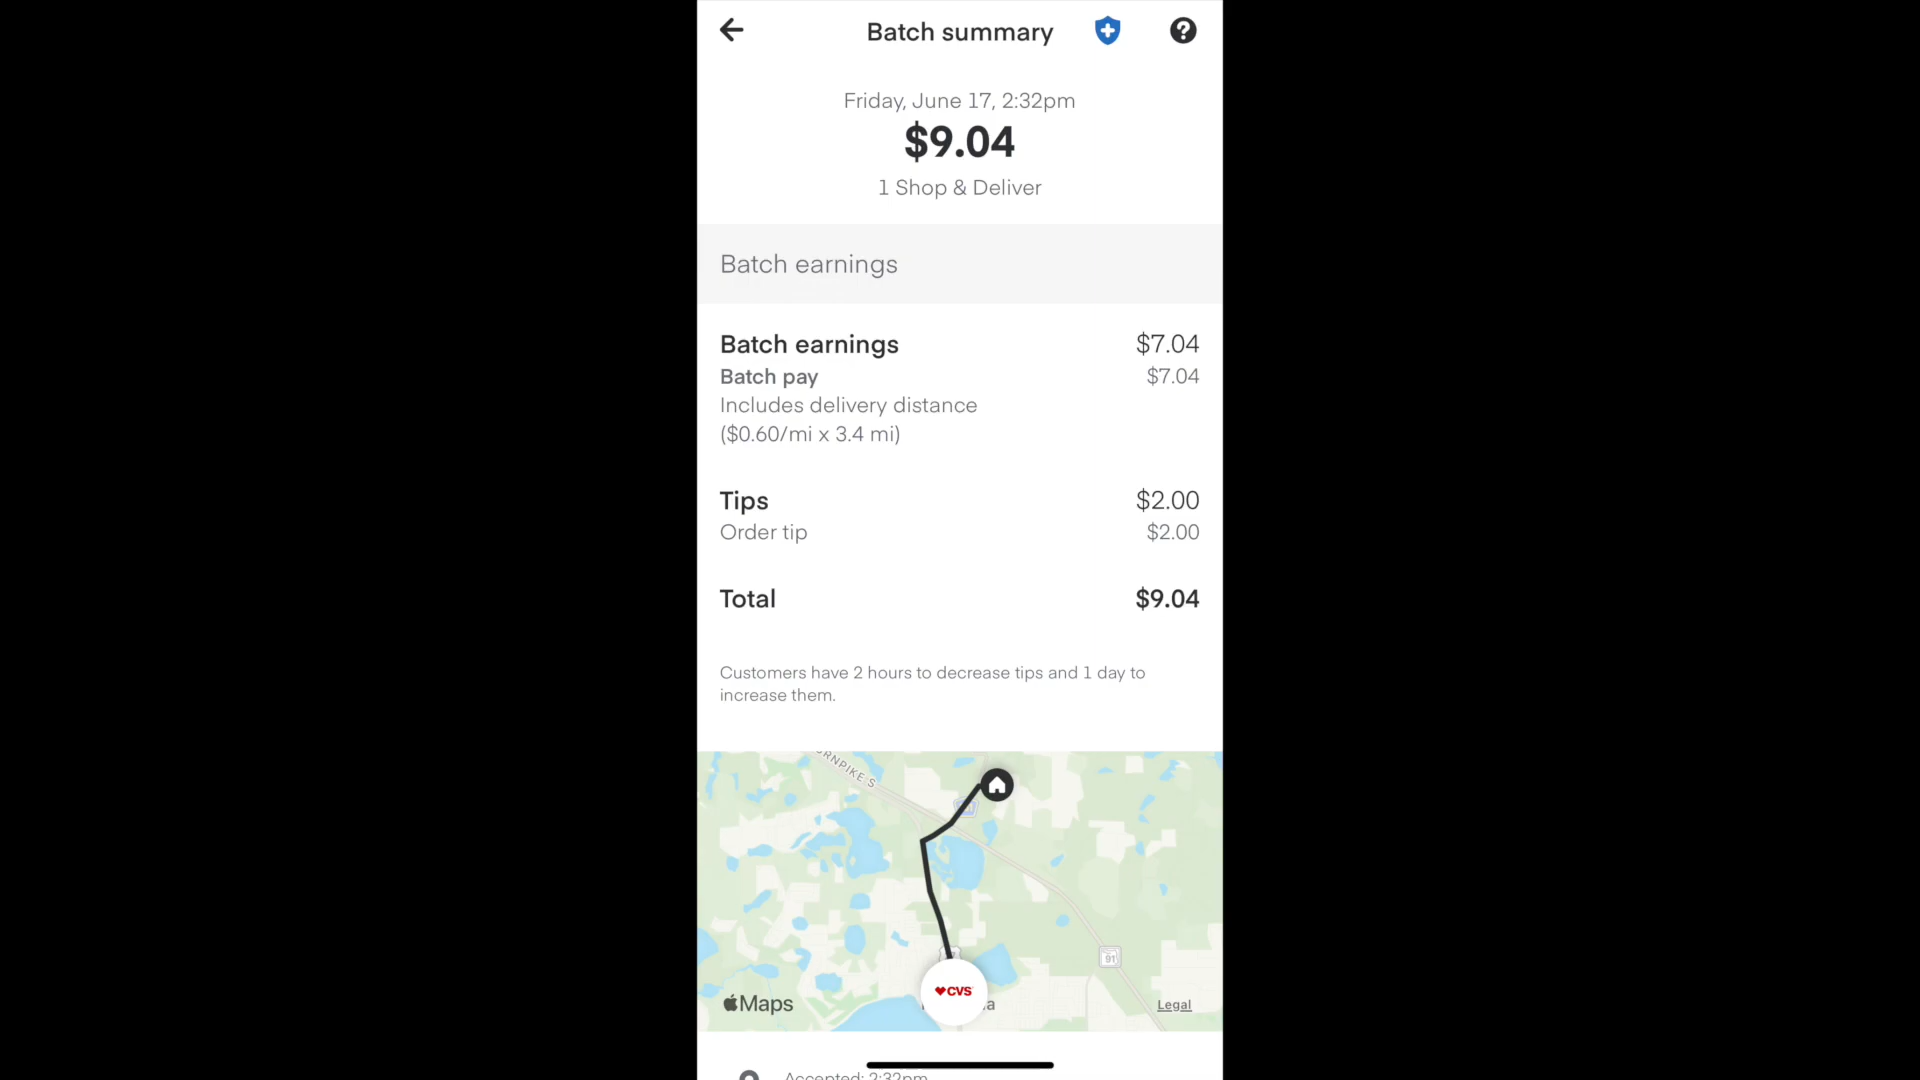 Batch summary
Friday, June 17, 2:32pm
$9.04
1 Shop & Deliver
Batch earnings
Batch earnings $7.04
Batch pay $7.04
Includes delivery distance
($0.60/mi x 3.4 mi)
Tips $2.00
Order tip $2.00
Total $9.04
Customers have 2 hours to decrease tips and 1 day to
increase them.
RNPIKE S
91
CVS
Maps
Legal
Accepted: 2:32pm